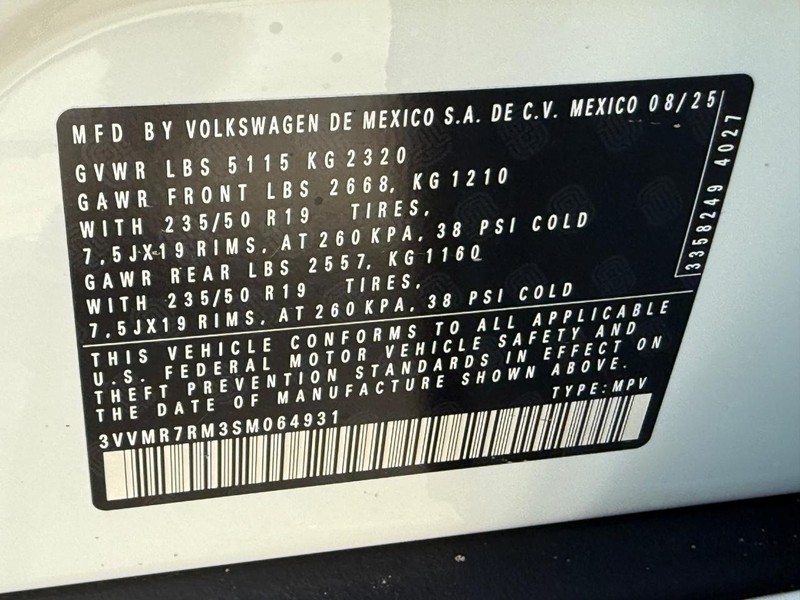 MFD BY VOLKSWAGEN DE MEXICO S.A. DE C.V. MEXICO 08/25
GVWR LBS 5115 KG 2320
GAWR FRONT LBS 2668, KG 1210
WITH 235/50 R19 TIRES,
7,5JX19 RIMS, AT 260 KPA, 38 PSI COLD
GAWR REAR LBS 2557, KG 1160
WITH 235/50 R19 TIRES,
7,5JX19 RIMS, AT 260 KPA, 38 PSI COLD
3358249 4027
THIS VEHICLE CONFORMS TO ALL APPLICABLE
U.S. FEDERAL MOTOR VEHICLE SAFETY AND
THEFT PREVENTION STANDARDS IN EFFECT ON
THE DATE OF MANUFACTURE SHOWN ABOVE.
TYPE: MPV
3VVMR7RM3SM064931